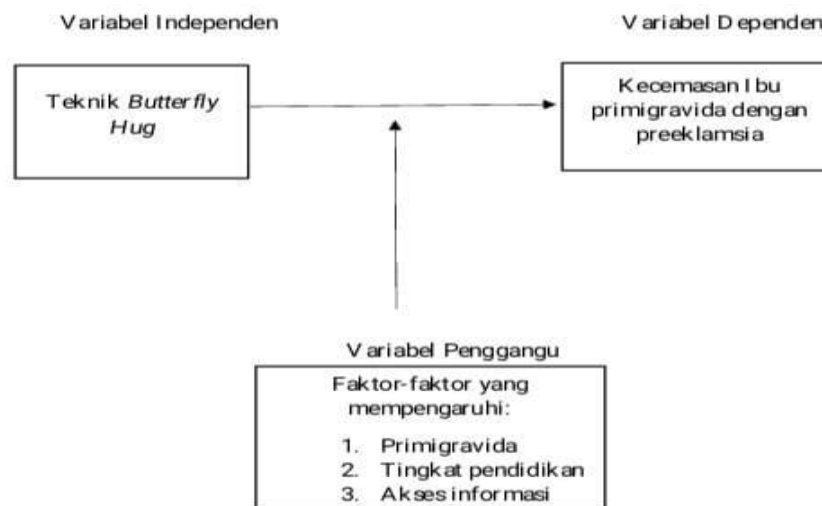 Variabel Independen
Variabel Dependen
Teknik Butterfly
Hug
Kecemasan Ibu
primigravida dengan
preeklamsia
Variabel Penggangu
Faktor-faktor yang
mempengaruhi:
1. Primigravida
2. Tingkat pendidikan
3. Akses informasi